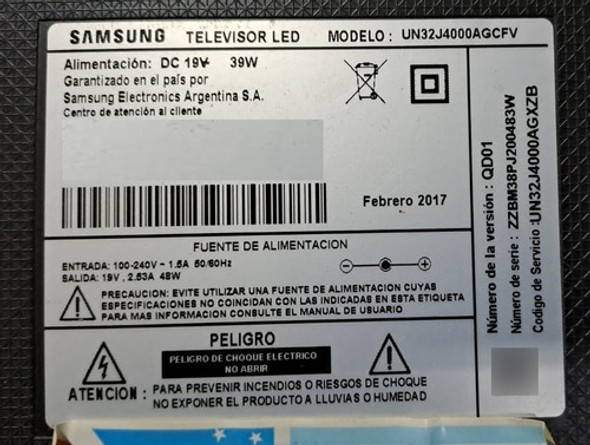 SAMSUNG TELEVISOR LED MODELO : UN32J4000AGCFV
Alimentación: DC 19V 39W
Garantizado en el país por
Samsung Electronics Argentina S.A.
Centro de atención al cliente
Febrero 2017
FUENTE DE ALIMENTACION
ENTRADA: 100-240V ~ 1.5A 50/60Hz
SALIDA: 19V , 2.53A 48W
PRECAUCION: EVITE UTILIZAR UNA FUENTE DE ALIMENTACION CUYAS
ESPECIFICACIONES NO COINCIDAN CON LAS INDICADAS EN ESTA ETIQUETA
PARA MAS INFORMACION CONSULTE EL MANUAL DE USUARIO
PELIGRO
PELIGRO DE CHOQUE ELECTRICO
NO ABRIR
ATENCION : PARA PREVENIR INCENDIOS O RIESGOS DE CHOQUE
NO EXPONER EL PRODUCTO A LLUVIAS O HUMEDAD
Número de la versión : QD01
Número de serie : ZZBM38PJ200483W
Codigo de Servicio :UN32J4000AGXZB